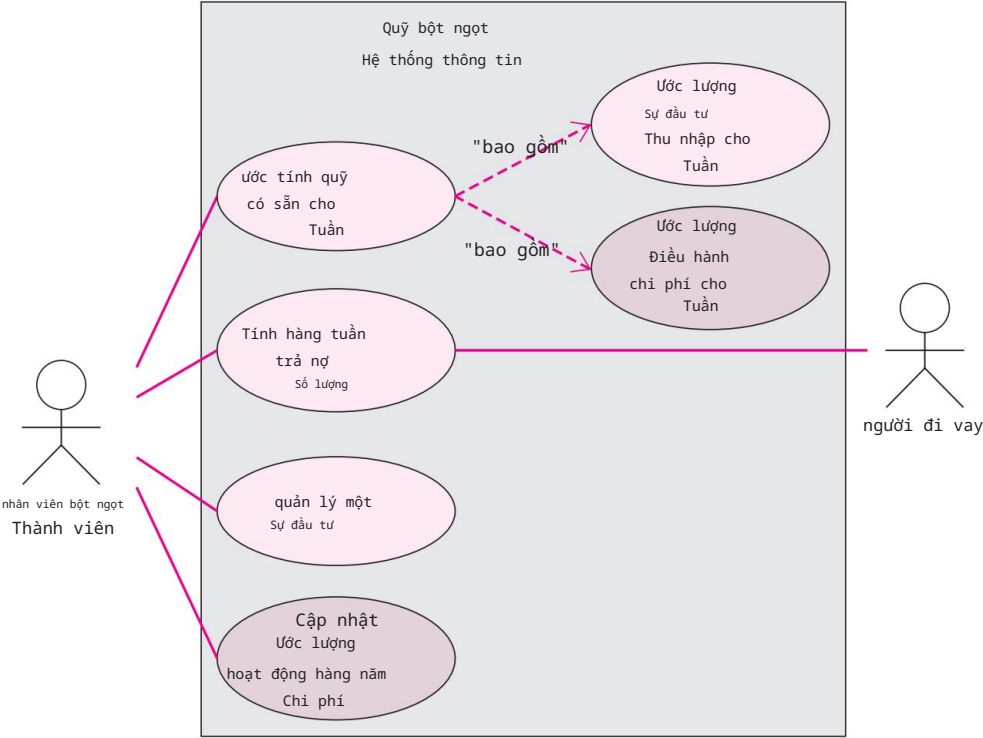 Quỹ bột ngọt
Hệ thống thông tin
Ước lượng
Sự đầu tư
Thu nhập cho
Tuần
"bao gồm"
ước tính quỹ
có sẵn cho
Tuần
"bao gồm"
Ước lượng
Điều hành
chi phí cho
Tuần
Tính hàng tuần
trả nợ
Số lượng
người đi vay
nhân viên bột ngọt
Thành viên
quản lý một
Sự đầu tư
Cập nhật
Ước lượng
hoạt động hàng năm
Chi phí